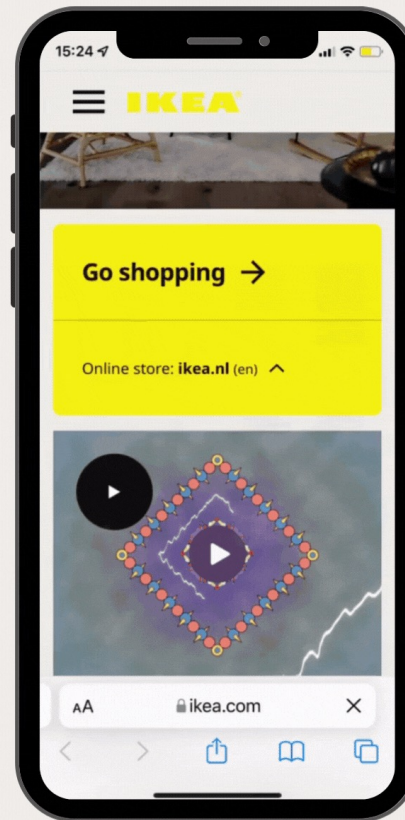 15:24
IKEA
Go shopping →
Online store: ikea.nl (en)
AA
ikea.com